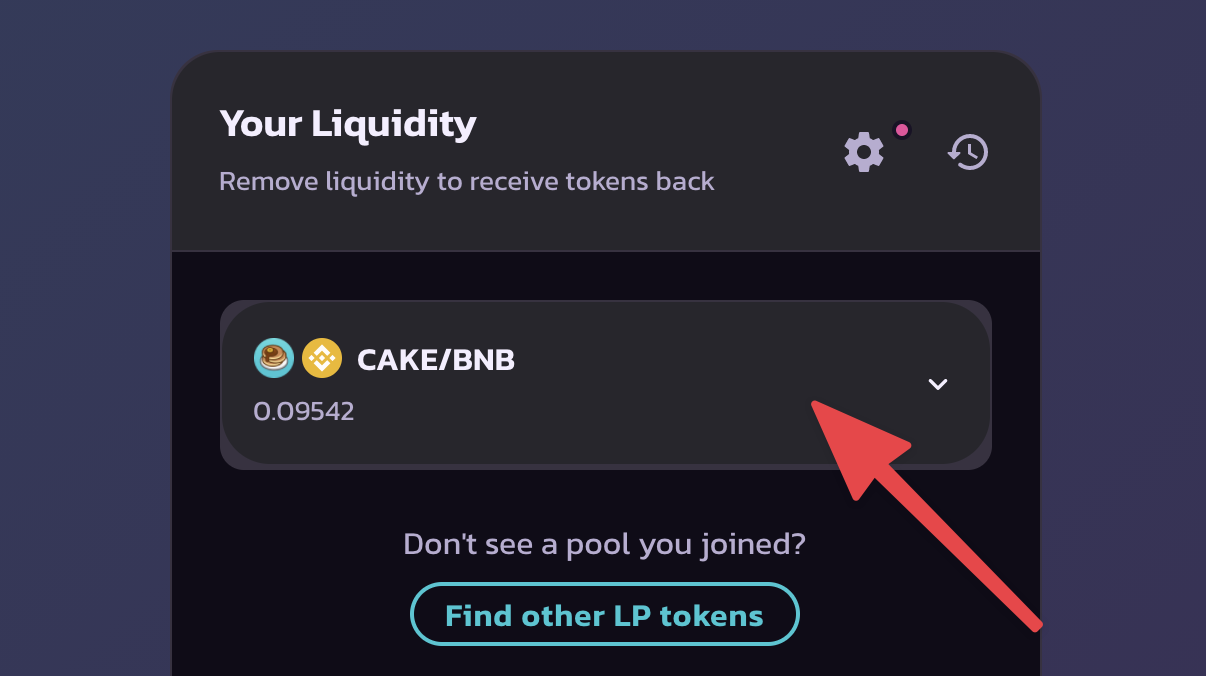 Your Liquidity
Remove liquidity to receive tokens back
CAKE/BNB
0.09542
Don't see a pool you joined?
Find other LP tokens